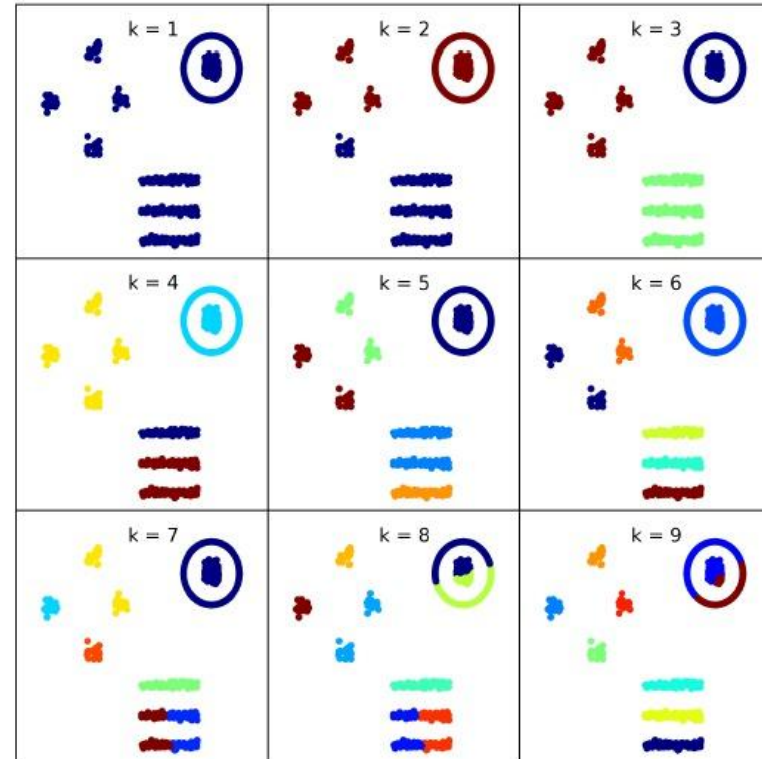 k = 1
k = 2
k = 3
k = 4
k = 5
k = 6
k = 7
k = 8
k = 9